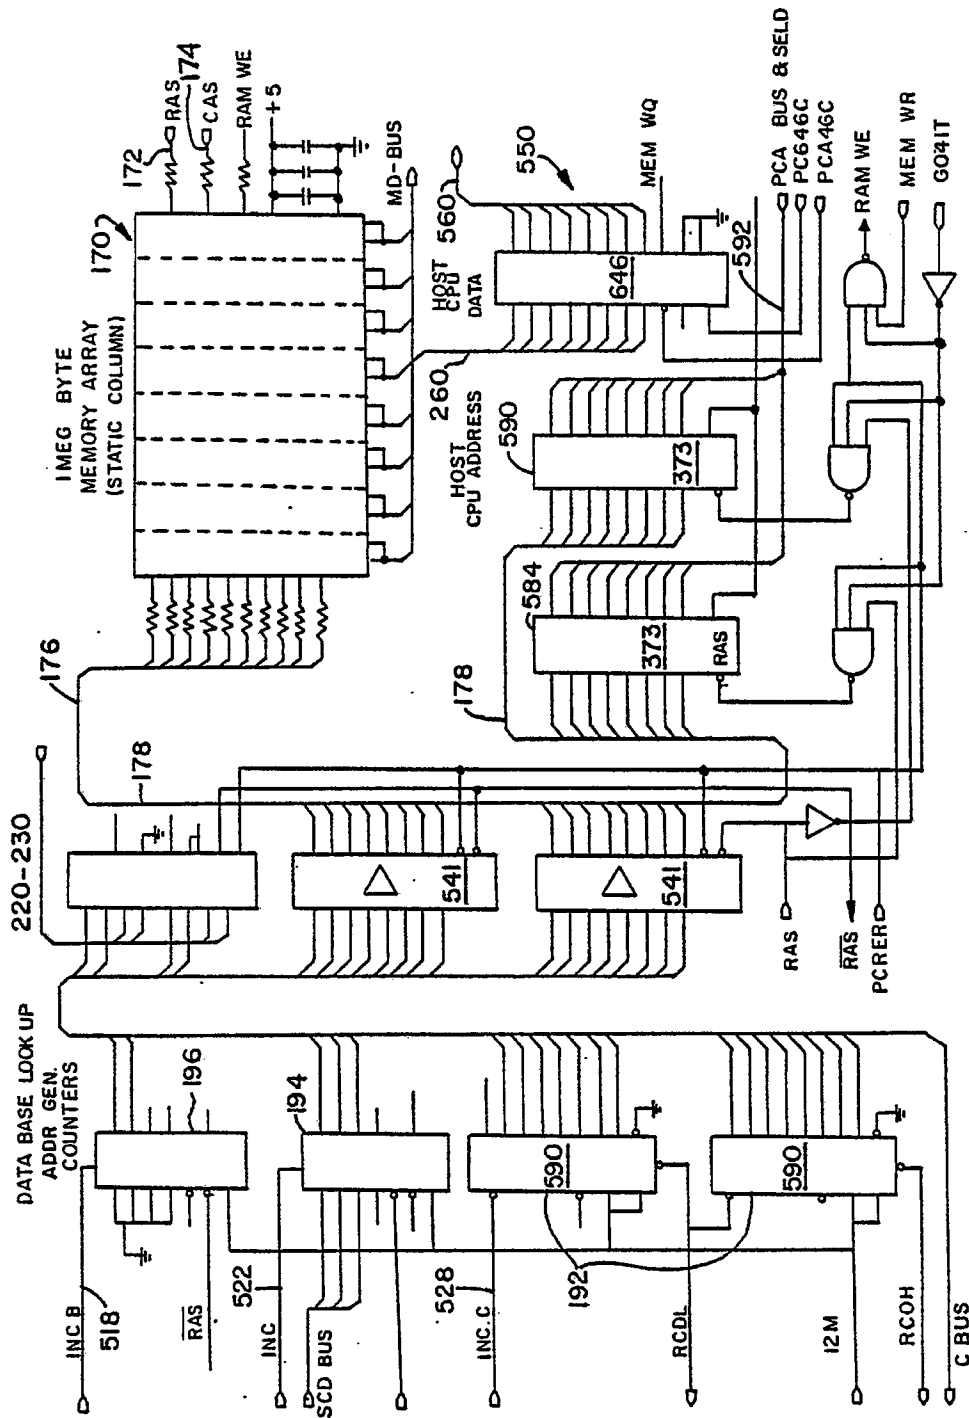 172
RAS
174
CAS
RAM WE
+5
170
1 MEG BYTE
MEMORY ARRAY
(STATIC COLUMN)
MD-BUS
560
HOST
CPU
DATA
550
MEM WQ
646
260
592
PCA BUS & SELD
PC646C
PCA46C
HOST
CPU ADDRESS
590
373
RAM WE
MEM WR
GO41T
584
373
RAS
176
178
178
220-230
541
541
RAS
RAS
PCRER
DATA BASE LOOK UP
ADDR GEN.
COUNTERS
196
194
590
590
192
INC B
518
RAS
522
INC
SCD BUS
528
INC. C
RCDL
12M
RCOH
C BUS